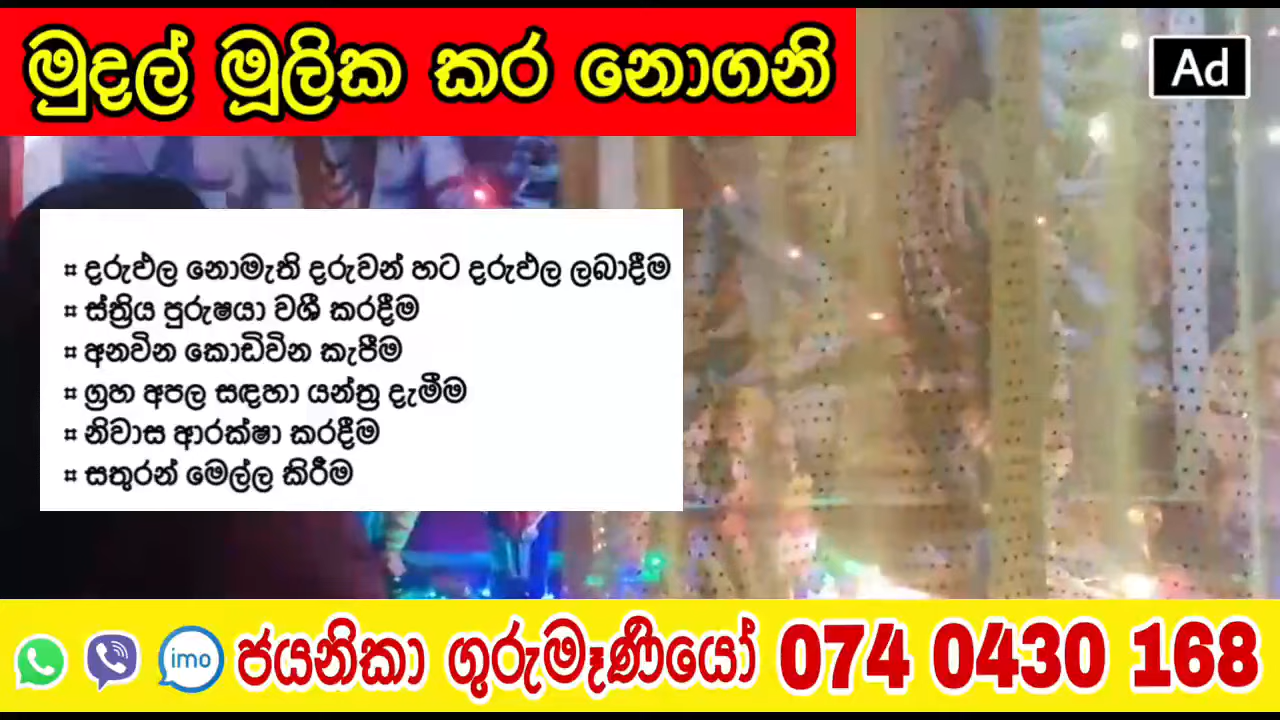 මුදල් මූලික කර නොගනි
Ad
⌗ දරුඵල නොමැති දරුවන් හට දරුඵල ලබාදීම
⌗ ස්ත්‍රිය පුරුෂයා වශී කරදීම
⌗ අනවින කොඩිවින කැපීම
⌗ ග්‍රහ අපල සඳහා යන්ත්‍ර දැමීම
⌗ නිවාස ආරක්ෂා කරදීම
⌗ සතුරන් මෙල්ල කිරීම
imo ජයනිකා ගුරුමෑණියෝ 074 0430 168